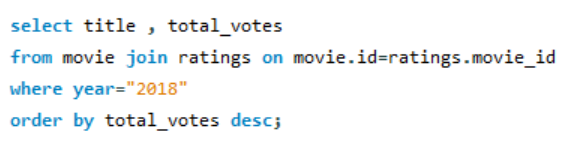 select title , total_votes
from movie join ratings on movie.id=ratings.movie_id
where year="2018"
order by total_votes desc;